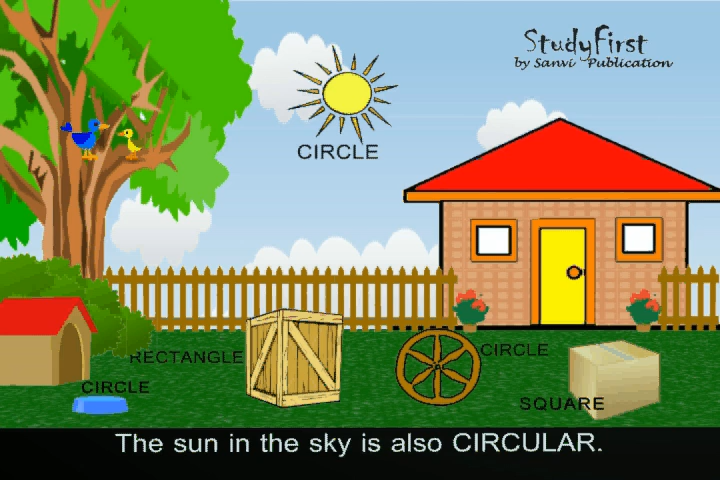 StudyFirst
by Sanvi Publication
CIRCLE
CIRCLE
RECTANGLE
CIRCLE
SQUARE
The sun in the sky is also CIRCULAR.